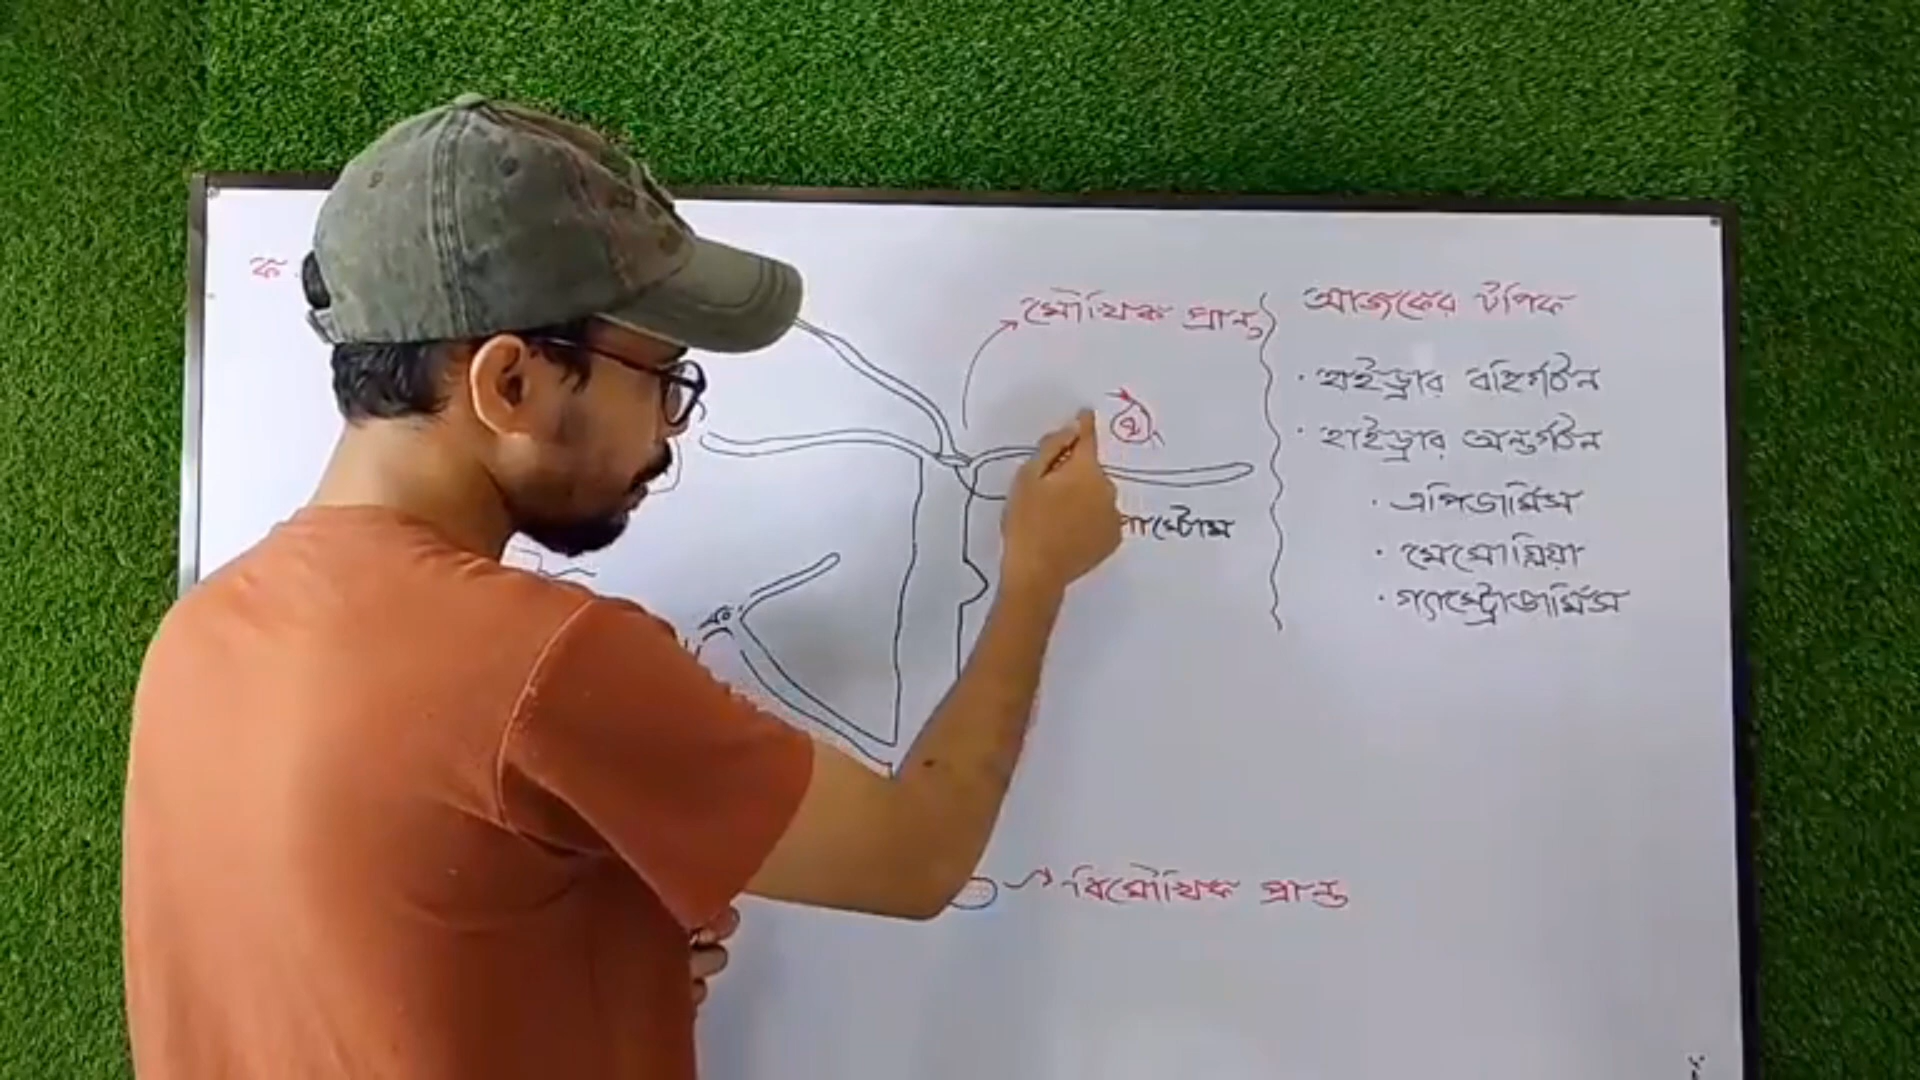 মৌখিক প্রান্ত
আজকের টপিক
· হাইড্রার বহির্গঠন
· হাইড্রার অন্তর্গঠন
· এপিডার্মিস
· মেসোগ্লিয়া
· গ্যাস্ট্রোডার্মিস
বিমৌখিক প্রান্ত